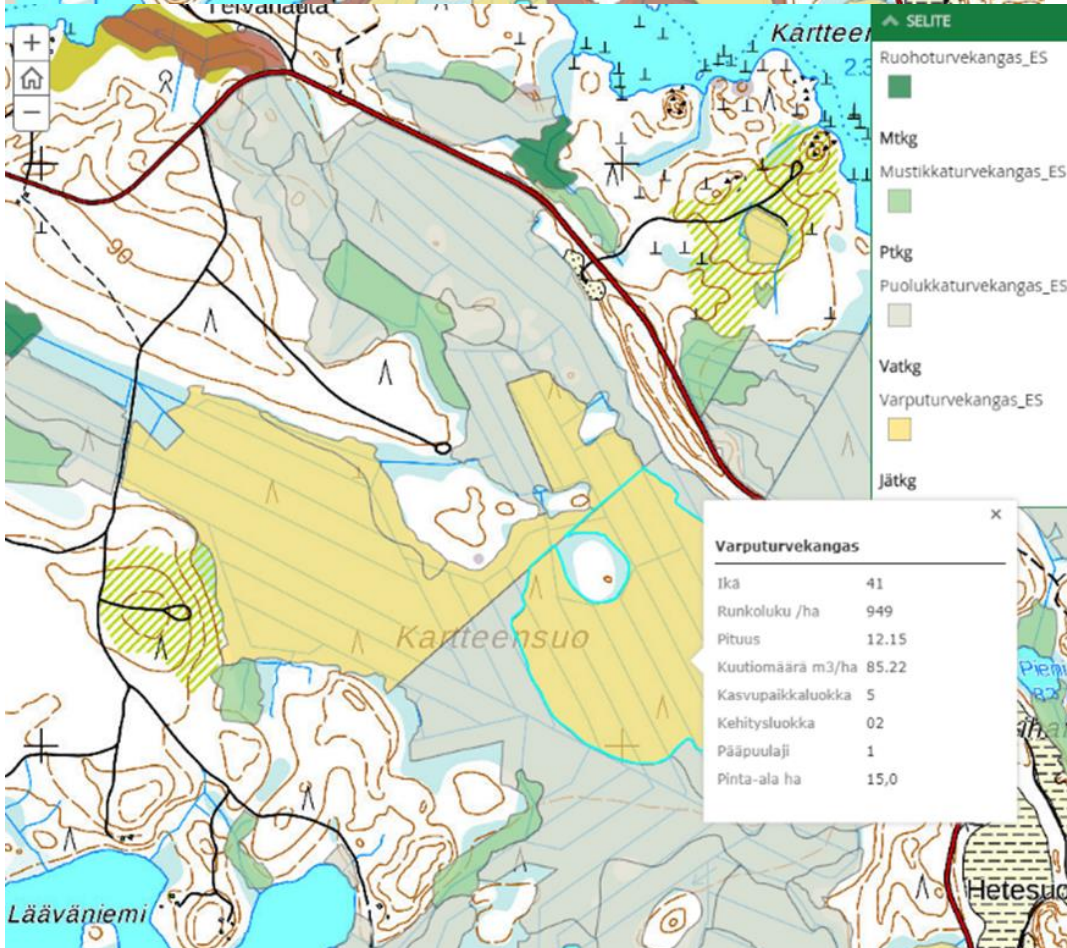 Kartteen
2.3
+
−
90
Kartteensuo
Lääväniemi
Hetesuo
SELITE
Ruohoturvekangas_ES
Mtkg
Mustikkaturvekangas_ES
Ptkg
Puolukkaturvekangas_ES
Vatkg
Varputurvekangas_ES
Jätkg
×
Varputurvekangas
Ikä 41
Runkoluku /ha 949
Pituus 12.15
Kuutiomäärä m3/ha 85.22
Kasvupaikkaluokka 5
Kehitysluokka 02
Pääpuulaji 1
Pinta-ala ha 15,0